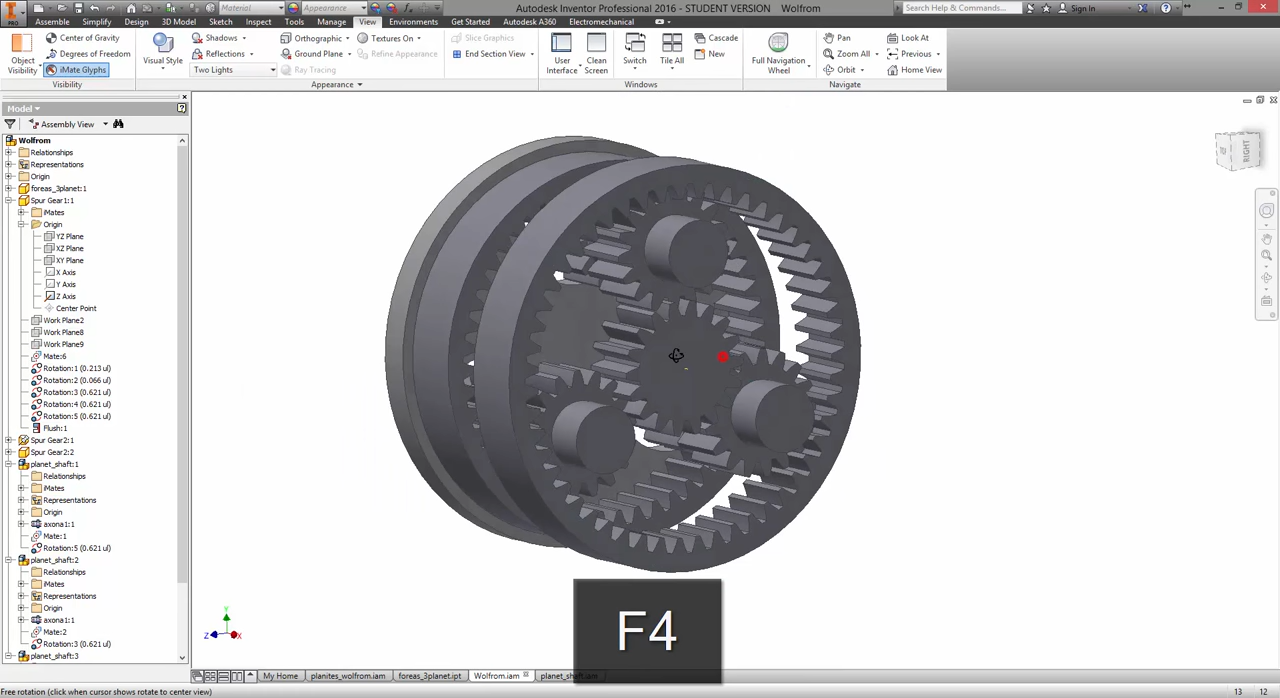 Material
Appearance
Autodesk Inventor Professional 2016 - STUDENT VERSION Wolfrom
Search Help & Commands...
Sign In
PRO
Assembly Simplify Design 3D Model Sketch Inspect Tools Manage View Environments Get Started Autodesk A360 Electromechanical
Object Visibility
Center of Gravity
Degrees of Freedom
iMate Glyphs
Visibility
Visual Style
Shadows
Reflections
Two Lights
Orthographic
Ground Plane
Ray Tracing
Textures On
Refine Appearance
Appearance
Slice Graphics
End Section View
User Interface
Clean Screen
Switch
Tile All
Cascade
New
Windows
Full Navigation Wheel
Pan
Zoom All
Orbit
Look At
Previous
Home View
Navigate
Model
Assembly View
Wolfrom
Relationships
Representations
Origin
foreas_3planet:1
Spur Gear1:1
iMates
Origin
YZ Plane
XZ Plane
XY Plane
X Axis
Y Axis
Z Axis
Center Point
Work Plane2
Work Plane8
Work Plane9
Mate:6
Rotation:1 (0.213 ul)
Rotation:2 (0.066 ul)
Rotation:3 (0.621 ul)
Rotation:4 (0.621 ul)
Rotation:5 (0.621 ul)
Flush:1
Spur Gear2:1
Spur Gear2:2
planet_shaft:1
Relationships
iMates
Representations
Origin
axona1:1
Mate:1
Rotation:5 (0.621 ul)
planet_shaft:2
Relationships
iMates
Representations
Origin
axona1:1
Mate:2
Rotation:3 (0.621 ul)
planet_shaft:3
RIGHT
Y
Z
X
F4
My Home planites_wolfrom.iam foreas_3planet.ipt Wolfrom.iam planet_shaft.iam
Free rotation (click when cursor shows rotate to center view)
13 12